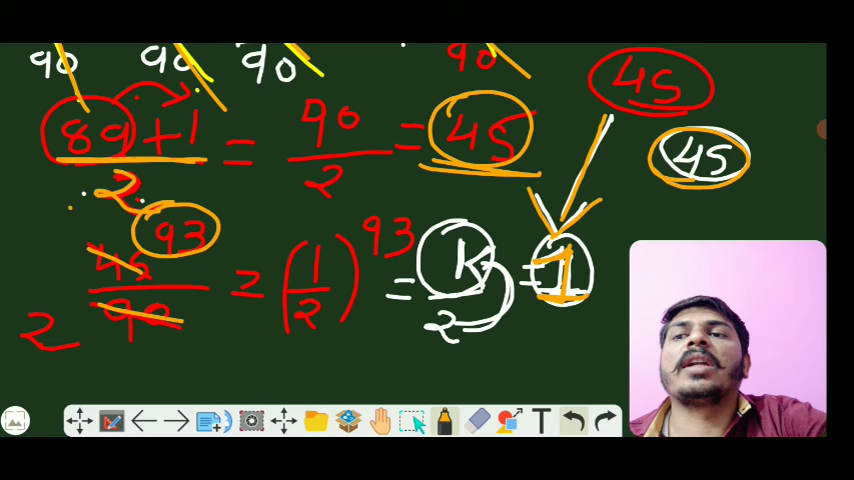 90 90 90 90 45
89+1/2 = 90/2 = 45 45
45^93/90 = (1/2)^93 = K = 1
2 2
T